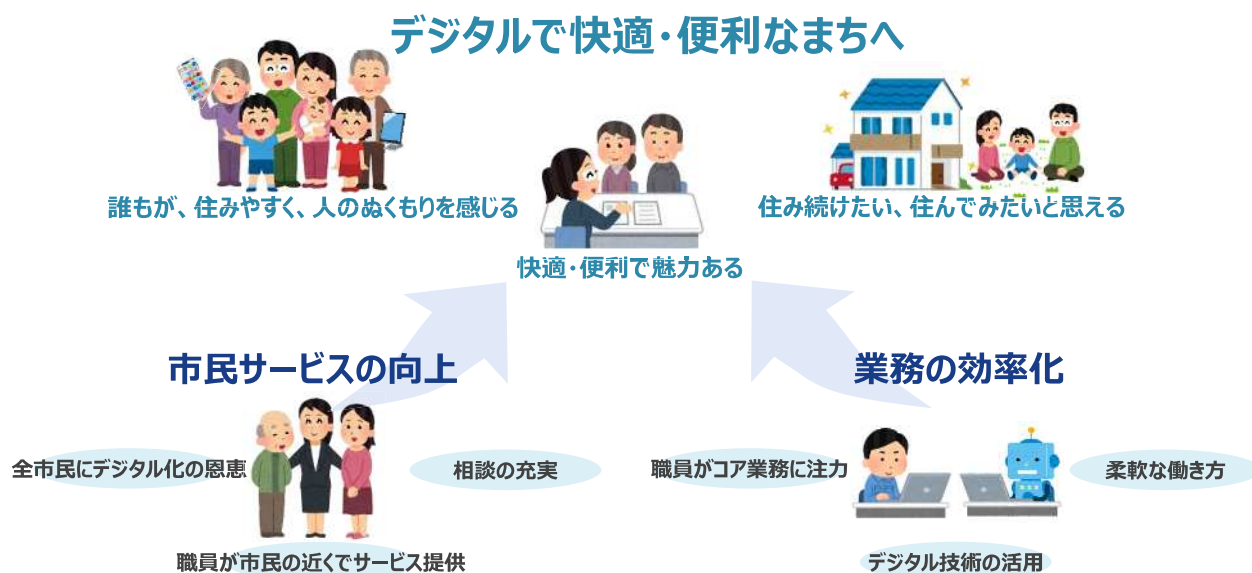 デジタルで快適・便利なまちへ
誰もが、住みやすく、人のぬくもりを感じる
住み続けたい、住んでみたいと思える
快適・便利で魅力ある
市民サービスの向上
業務の効率化
全市民にデジタル化の恩恵
相談の充実
職員がコア業務に注力
柔軟な働き方
職員が市民の近くでサービス提供
デジタル技術の活用